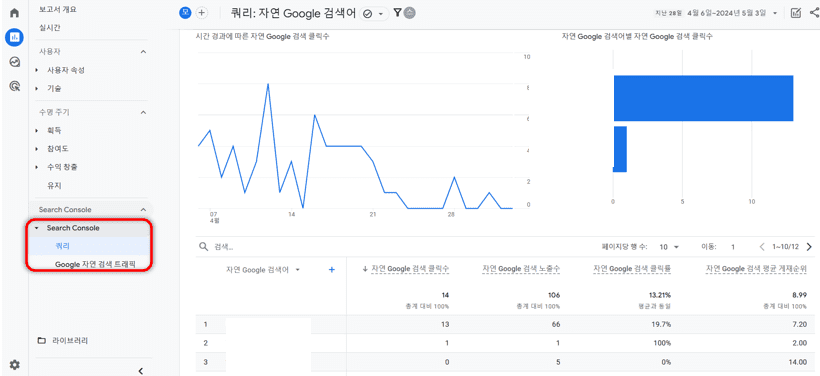 보고서 개요
실시간
사용자
사용자 속성
기술
수명 주기
획득
참여도
수익 창출
유지
Search Console
Search Console
쿼리
Google 자연 검색 트래픽
라이브러리
쿼리: 자연 Google 검색어
지난 28일 4월 6일~2024년 5월 3일
시간 경과에 따른 자연 Google 검색 클릭수
10
8
6
4
2
0
07
4월
14
21
28
자연 Google 검색어별 자연 Google 검색 클릭수
0
5
10
검색...
페이지당 행 수: 10 이동: 1 1~10/12
자연 Google 검색어 + ↓ 자연 Google 검색 클릭수 자연 Google 검색 노출수 자연 Google 검색 클릭률 자연 Google 검색 평균 게재순위
14 106 13.21% 8.99
총계 대비 100% 총계 대비 100% 평균과 동일 총계 대비 100%
1 13 66 19.7% 7.20
2 1 1 100% 2.00
3 0 5 0% 14.00